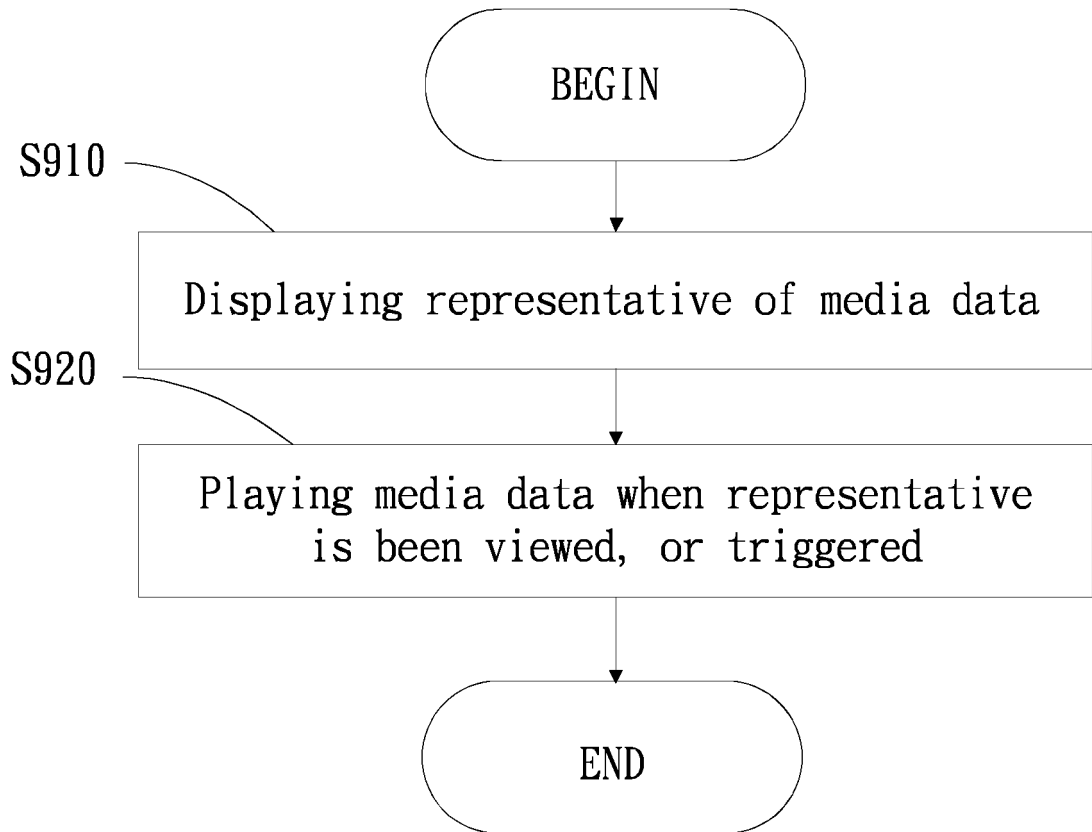 BEGIN
S910
Displaying representative of media data
S920
Playing media data when representative
is been viewed, or triggered
END